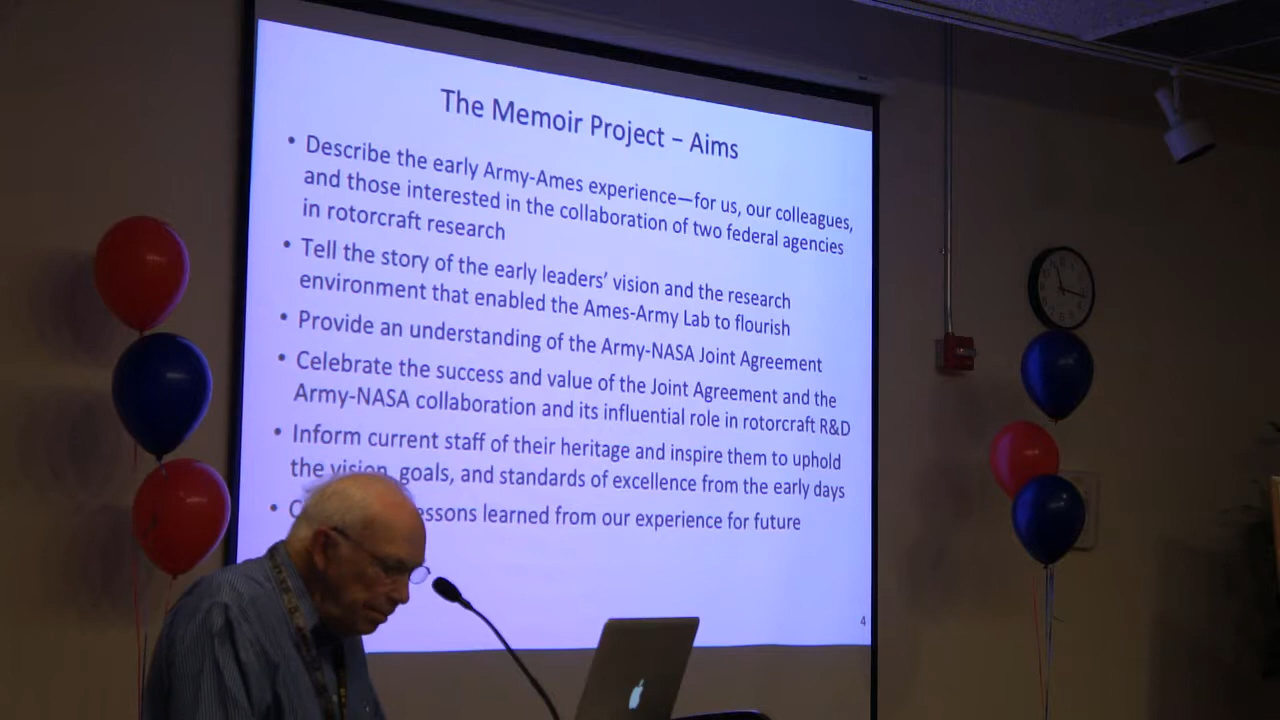 The Memoir Project – Aims
• Describe the early Army-Ames experience—for us, our colleagues,
and those interested in the collaboration of two federal agencies
in rotorcraft research
• Tell the story of the early leaders’ vision and the research
environment that enabled the Ames-Army Lab to flourish
• Provide an understanding of the Army-NASA Joint Agreement
• Celebrate the success and value of the Joint Agreement and the
Army-NASA collaboration and its influential role in rotorcraft R&D
• Inform current staff of their heritage and inspire them to uphold
the vision, goals, and standards of excellence from the early days
• learned from our experience for future
4